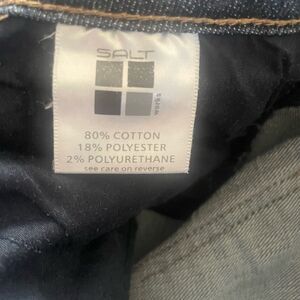 SALT
80% COTTON
18% POLYESTER
2% POLYURETHANE
see care on reverse